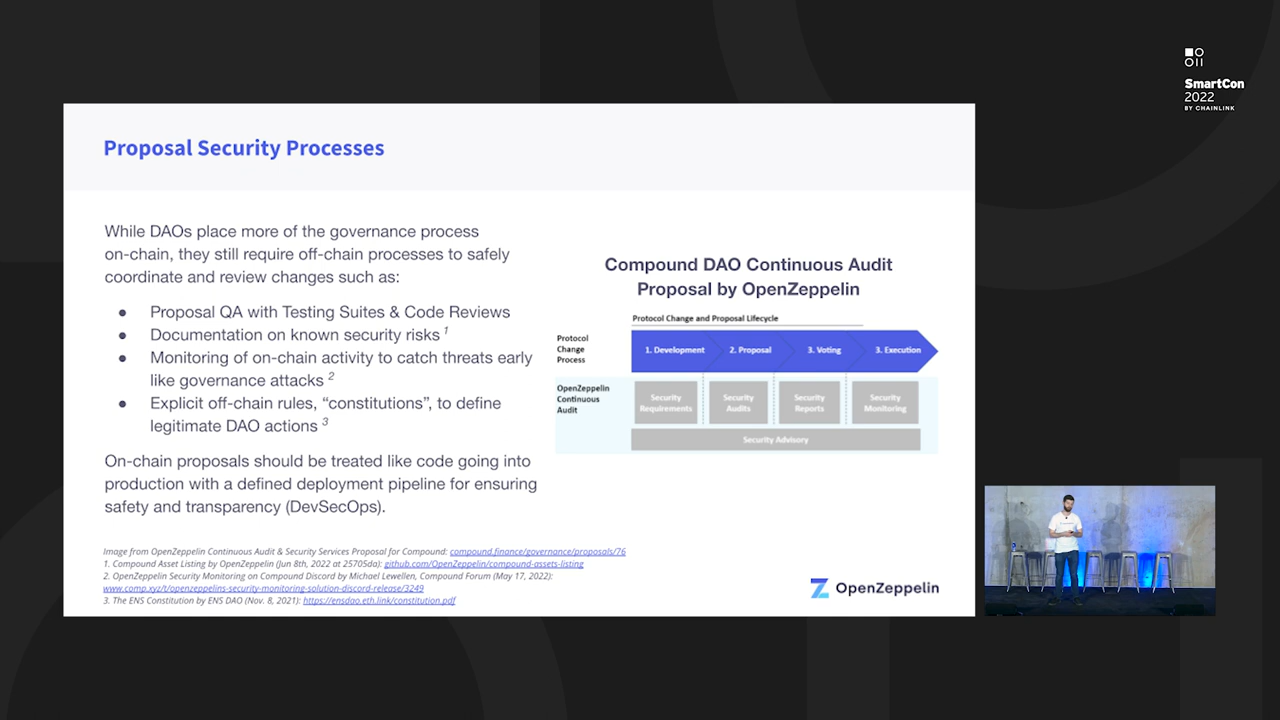 SmartCon
2022
BY CHAINLINK
Proposal Security Processes
While DAOs place more of the governance process
on-chain, they still require off-chain processes to safely
coordinate and review changes such as:
● Proposal QA with Testing Suites & Code Reviews
● Documentation on known security risks 1
● Monitoring of on-chain activity to catch threats early
like governance attacks 2
● Explicit off-chain rules, “constitutions”, to define
legitimate DAO actions 3
On-chain proposals should be treated like code going into
production with a defined deployment pipeline for ensuring
safety and transparency (DevSecOps).
Compound DAO Continuous Audit
Proposal by OpenZeppelin
Protocol Change and Proposal Lifecycle
Protocol
Change
Process
1. Development
2. Proposal
3. Voting
3. Execution
OpenZeppelin
Continuous
Audit
Security
Requirements
Security
Audits
Security
Reports
Security
Monitoring
Security Advisory
Image from OpenZeppelin Continuous Audit & Security Services Proposal for Compound: compound.finance/governance/proposals/76
1. Compound Asset Listing by OpenZeppelin (Jun 8th, 2022 at 25705da): github.com/OpenZeppelin/compound-assets-listing
2. OpenZeppelin Security Monitoring on Compound Discord by Michael Lewellen, Compound Forum (May 17, 2022):
www.comp.xyz/t/openzeppelins-security-monitoring-solution-discord-release/3249
3. The ENS Constitution by ENS DAO (Nov. 8, 2021): https://ensdao.eth.link/constitution.pdf
OpenZeppelin